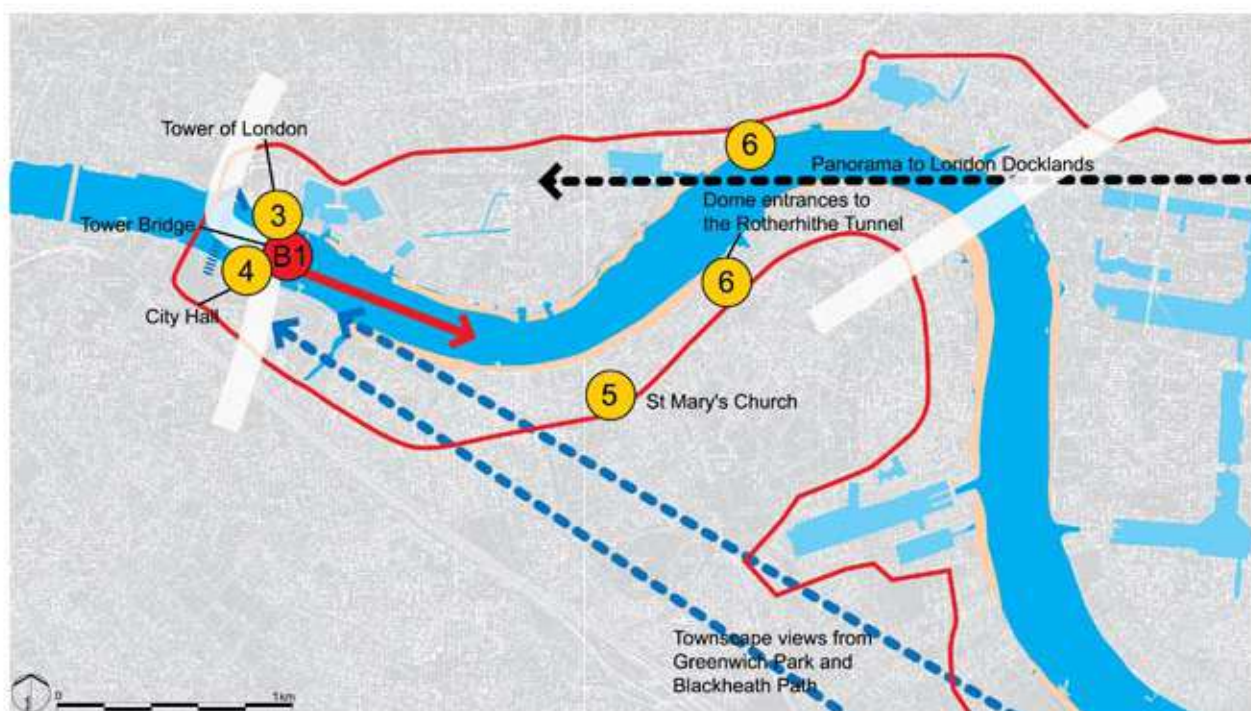 Tower of London
6
Panorama to London Docklands
Dome entrances to
the Rotherhithe Tunnel
3
Tower Bridge
B1
4
6
City Hall
5
St Mary's Church
Townscape views from
Greenwich Park and
Blackheath Path
0
1km